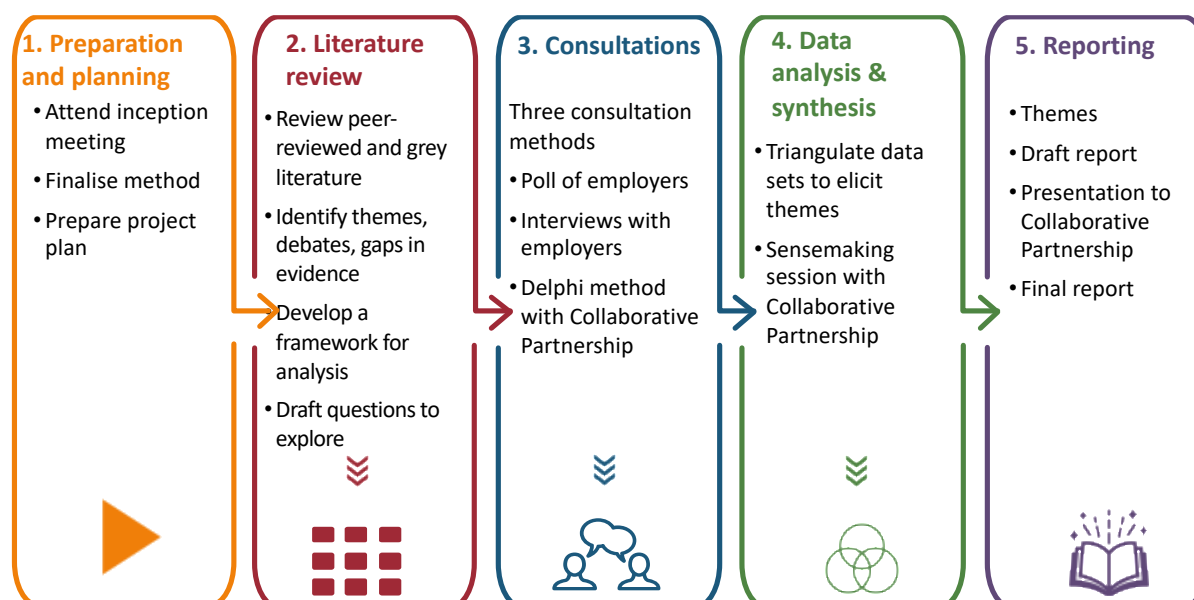 1. Preparation
and planning
• Attend inception
meeting
• Finalise method
• Prepare project
plan
2. Literature
review
• Review peer-
reviewed and grey
literature
• Identify themes,
debates, gaps in
evidence
• Develop a
framework for
analysis
• Draft questions to
explore
3. Consultations
Three consultation
methods
• Poll of employers
• Interviews with
employers
• Delphi method
with Collaborative
Partnership
4. Data
analysis &
synthesis
• Triangulate data
sets to elicit
themes
• Sensemaking
session with
Collaborative
Partnership
5. Reporting
• Themes
• Draft report
• Presentation to
Collaborative
Partnership
• Final report